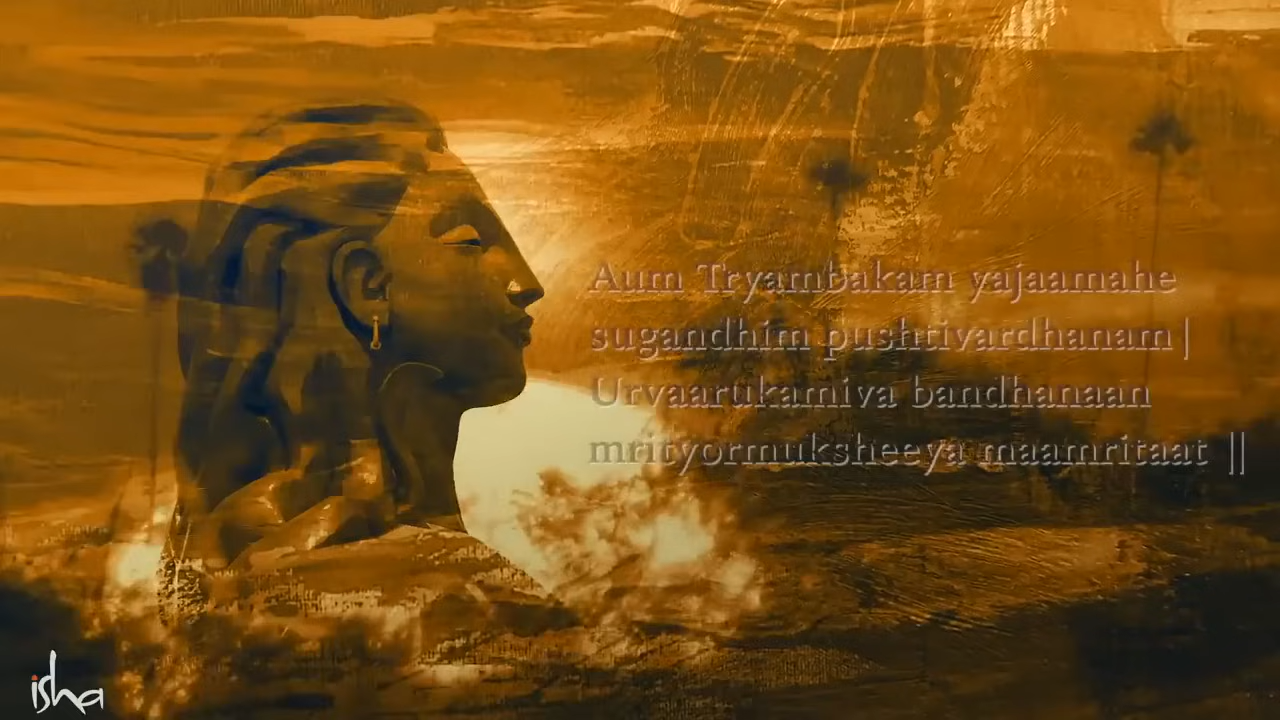 Aum Tryambakam yajaamahe
sugandhim pushtivardhanam |
Urvaarukamiva bandhanaan
mrityormuksheeya maamritaat ||
isha